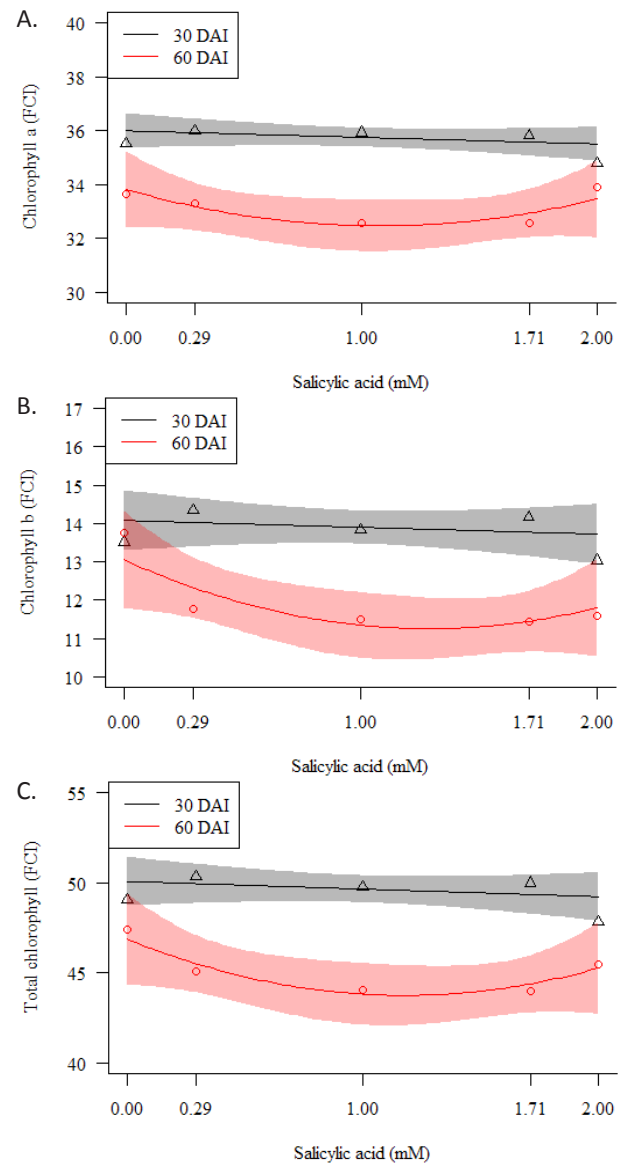 A.
30 DAI
60 DAI
Chlorophyll a (FCI)
40
38
36
34
32
30
0.00 0.29 1.00 1.71 2.00
Salicylic acid (mM)
B.
30 DAI
60 DAI
Chlorophyll b (FCI)
17
16
15
14
13
12
11
10
0.00 0.29 1.00 1.71 2.00
Salicylic acid (mM)
C.
30 DAI
60 DAI
Total chlorophyll (FCI)
55
50
45
40
0.00 0.29 1.00 1.71 2.00
Salicylic acid (mM)